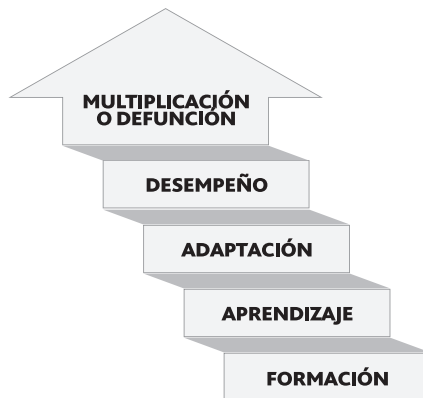 MULTIPLICACIÓN
O DEFUNCIÓN
DESEMPEÑO
ADAPTACIÓN
APRENDIZAJE
FORMACIÓN